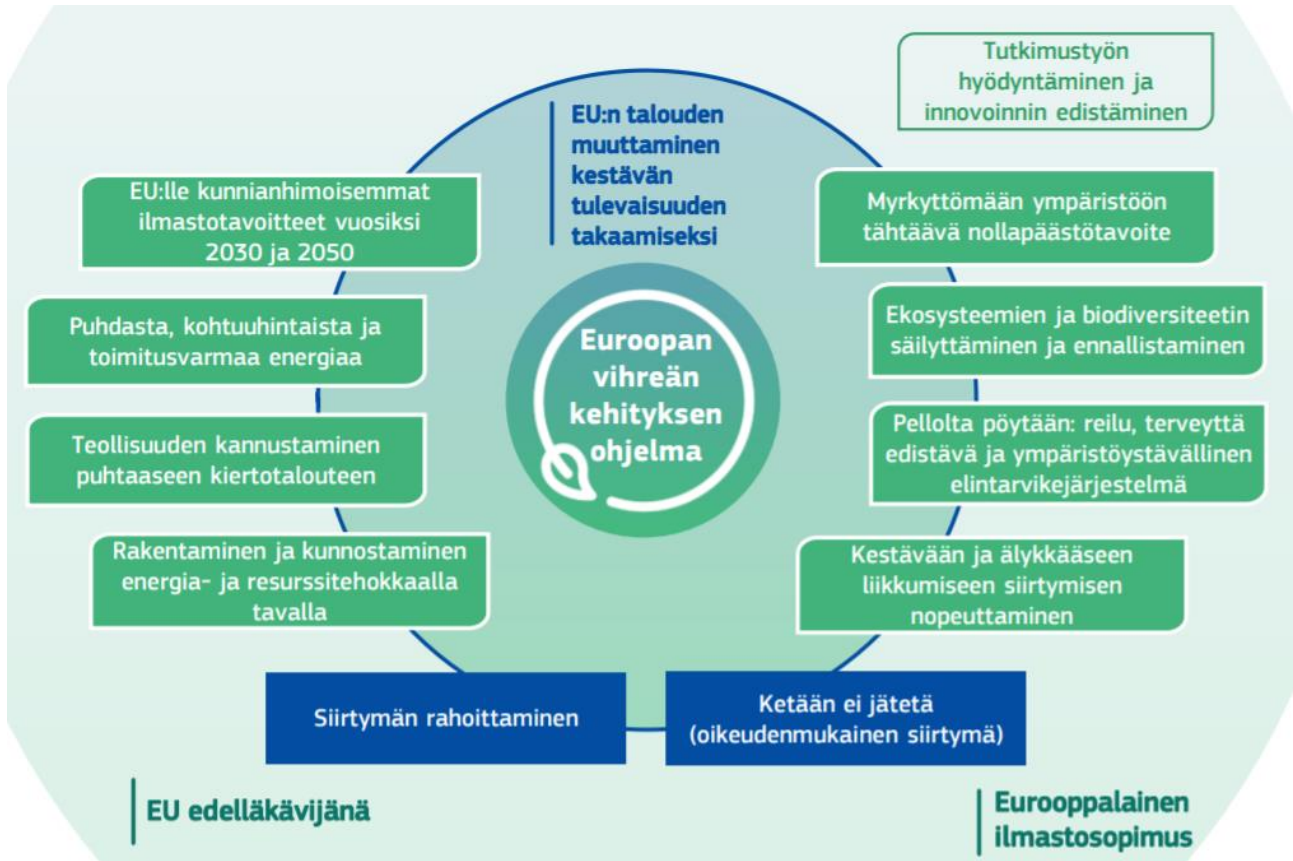 Tutkimustyön
hyödyntäminen ja
innovoinnin edistäminen
EU:n talouden
muuttaminen
kestävän
tulevaisuuden
takaamiseksi
EU:lle kunnianhimoisemmat
ilmastotavoitteet vuosiksi
2030 ja 2050
Myrkyttömään ympäristöön
tähtäävä nollapäästötavoite
Puhdasta, kohtuuhintaista ja
toimitusvarmaa energiaa
Ekosysteemien ja biodiversiteetin
säilyttäminen ja ennallistaminen
Euroopan
vihreän
kehityksen
ohjelma
Teollisuuden kannustaminen
puhtaaseen kiertotalouteen
Pellolta pöytään: reilu, terveyttä
edistävä ja ympäristöystävällinen
elintarvikejärjestelmä
Rakentaminen ja kunnostaminen
energia- ja resurssitehokkaalla
tavalla
Kestävään ja älykkääseen
liikkumiseen siirtymisen
nopeuttaminen
Siirtymän rahoittaminen
Ketään ei jätetä
(oikeudenmukainen siirtymä)
EU edelläkävijänä
Eurooppalainen
ilmastosopimus